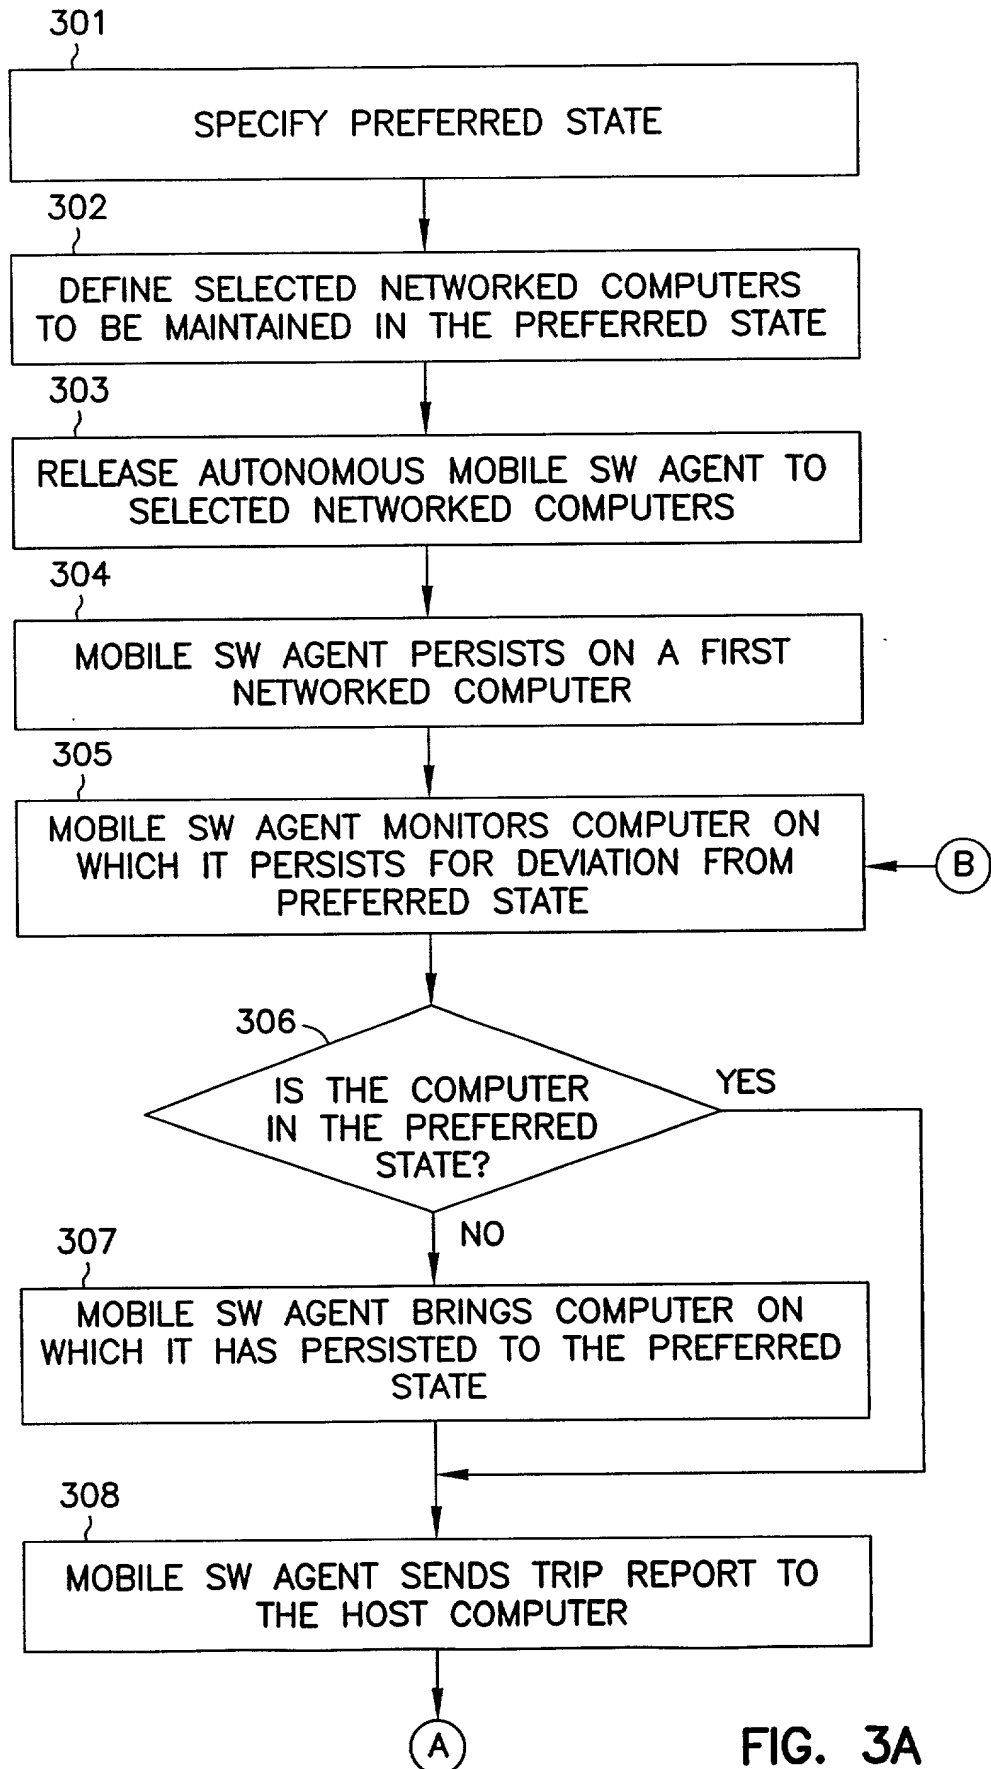 301
SPECIFY PREFERRED STATE
302
DEFINE SELECTED NETWORKED COMPUTERS
TO BE MAINTAINED IN THE PREFERRED STATE
303
RELEASE AUTONOMOUS MOBILE SW AGENT TO
SELECTED NETWORKED COMPUTERS
304
MOBILE SW AGENT PERSISTS ON A FIRST
NETWORKED COMPUTER
305
MOBILE SW AGENT MONITORS COMPUTER ON
WHICH IT PERSISTS FOR DEVIATION FROM
PREFERRED STATE
B
306
IS THE COMPUTER
IN THE PREFERRED
STATE?
YES
NO
307
MOBILE SW AGENT BRINGS COMPUTER ON
WHICH IT HAS PERSISTED TO THE PREFERRED
STATE
308
MOBILE SW AGENT SENDS TRIP REPORT TO
THE HOST COMPUTER
A
FIG. 3A